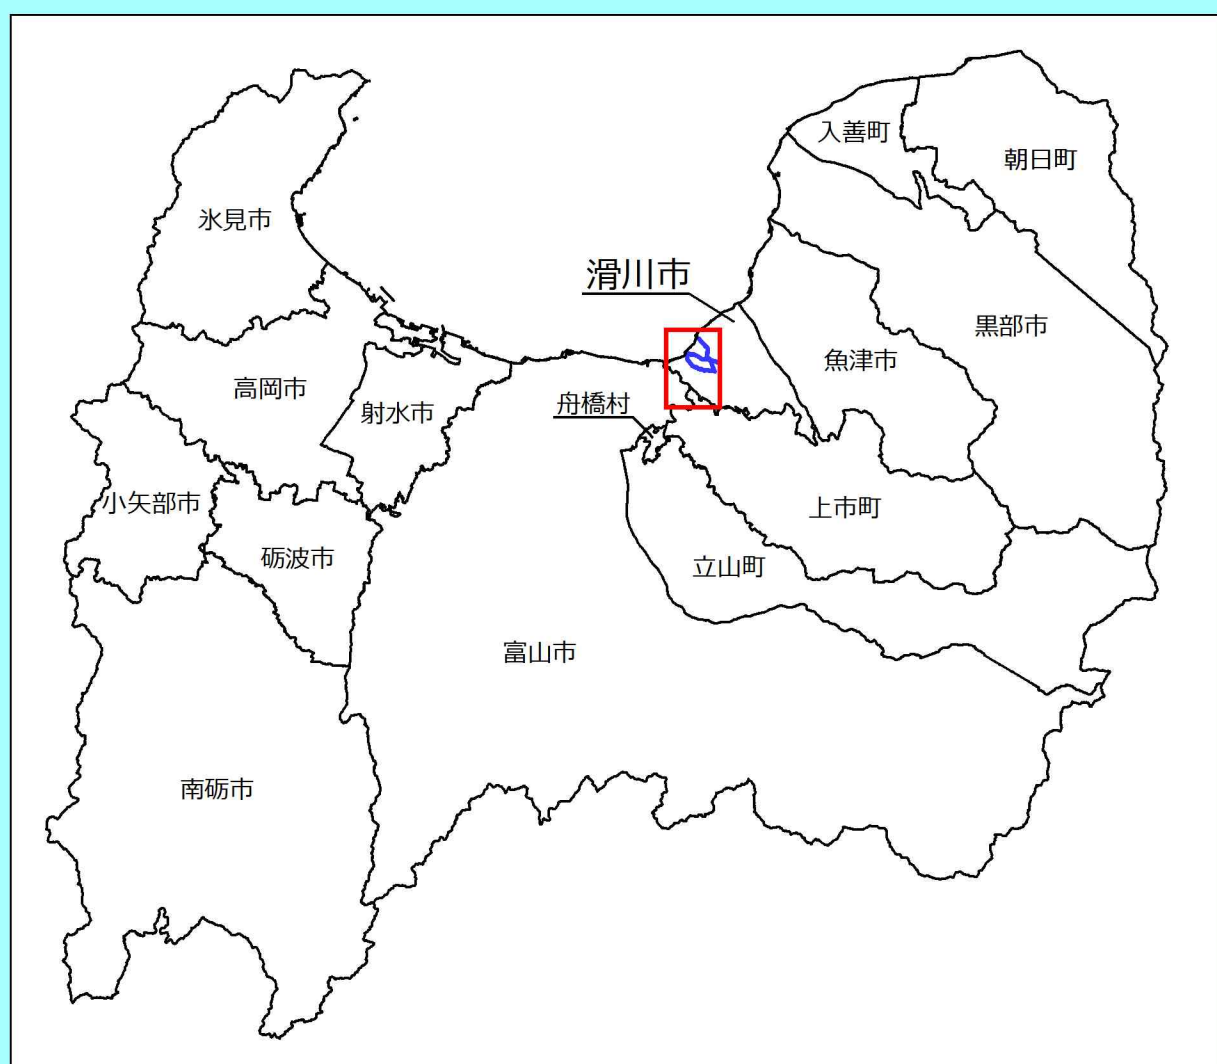 入善町
朝日町
氷見市
滑川市
黒部市
魚津市
高岡市
射水市
舟橋村
小矢部市
上市町
砺波市
立山町
富山市
南砺市